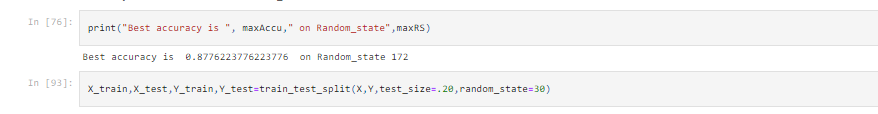 In [76]:
print("Best accuracy is ", maxAccu," on Random_state",maxRS)
Best accuracy is  0.8776223776223776  on Random_state 172
In [93]:
X_train,X_test,Y_train,Y_test=train_test_split(X,Y,test_size=.20,random_state=30)